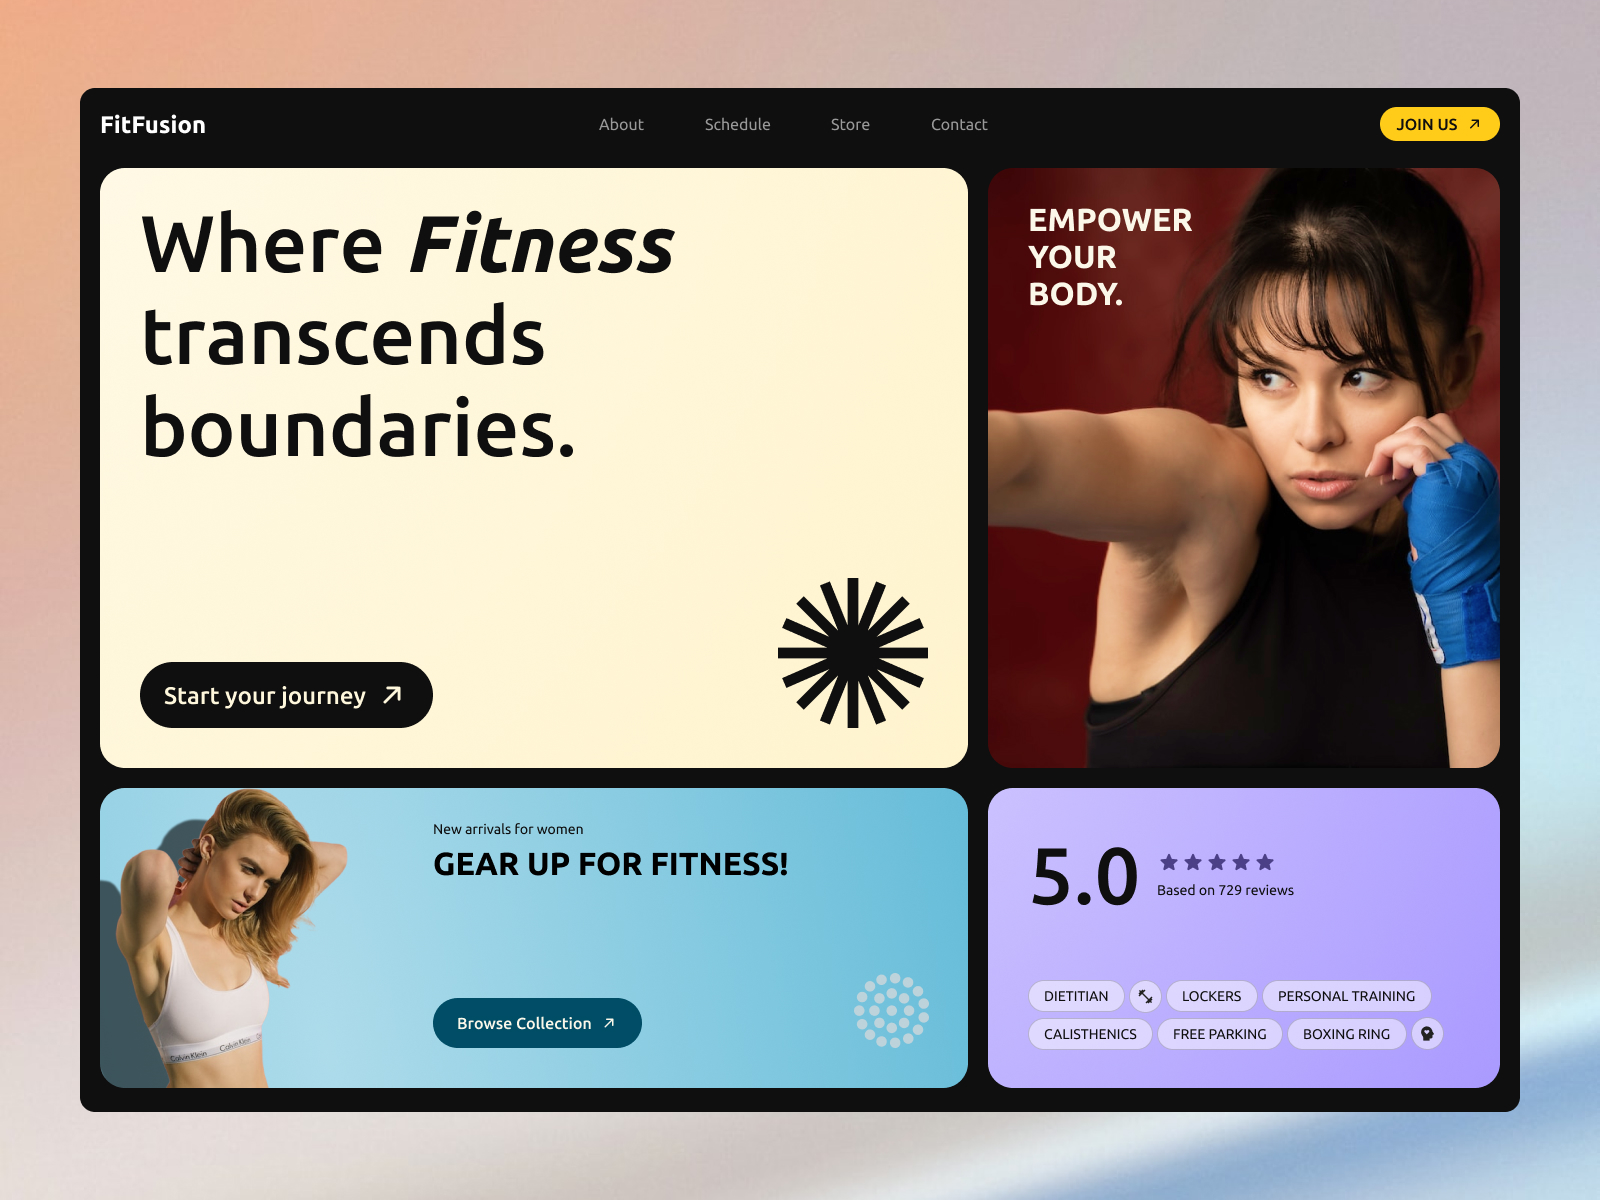 FitFusion
About
Schedule
Store
Contact
JOIN US
Where Fitness
transcends
boundaries.
Start your journey
EMPOWER
YOUR
BODY.
New arrivals for women
GEAR UP FOR FITNESS!
Browse Collection
Calvin Klein
Calvin Klein
5.0
Based on 729 reviews
DIETITIAN
LOCKERS
PERSONAL TRAINING
CALISTHENICS
FREE PARKING
BOXING RING